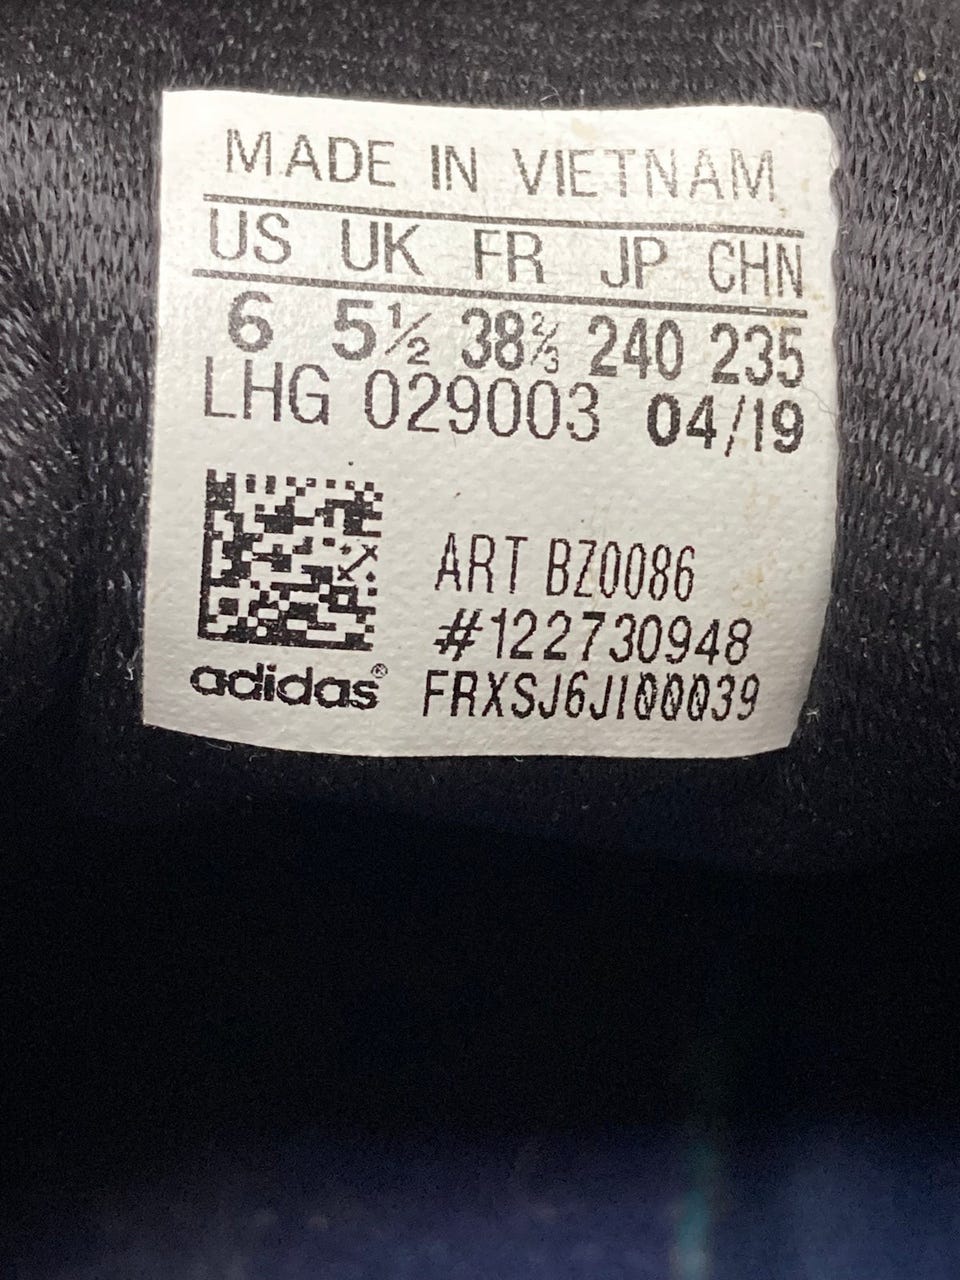 MADE IN VIETNAM
US UK FR JP CHN
6 5½ 38⅔ 240 235
LHG 029003 04/19
ART BZ0086
#122730948
adidas® FRXSJ6J100039